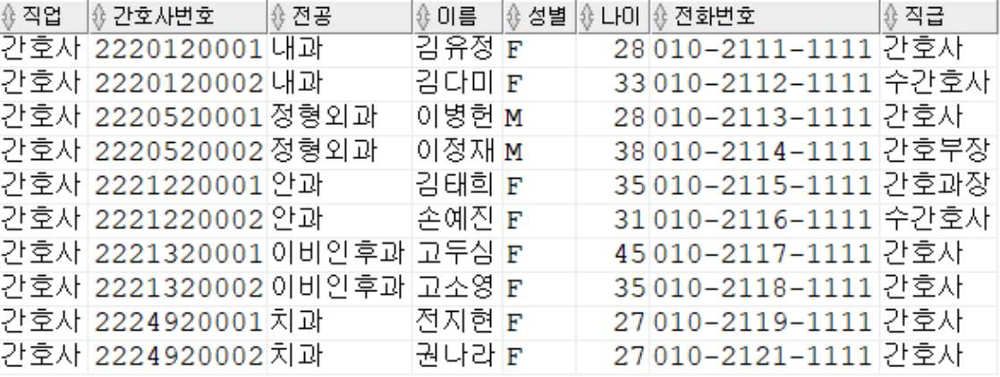 직업 간호사번호 전공 이름 성별 나이 전화번호 직급
간호사 2220120001 내과 김유정 F 28 010-2111-1111 간호사
간호사 2220120002 내과 김다미 F 33 010-2112-1111 수간호사
간호사 2220520001 정형외과 이병헌 M 28 010-2113-1111 간호사
간호사 2220520002 정형외과 이정재 M 38 010-2114-1111 간호부장
간호사 2221220001 안과 김태희 F 35 010-2115-1111 간호과장
간호사 2221220002 안과 손예진 F 31 010-2116-1111 수간호사
간호사 2221320001 이비인후과 고두심 F 45 010-2117-1111 간호사
간호사 2221320002 이비인후과 고소영 F 35 010-2118-1111 간호사
간호사 2224920001 치과 전지현 F 27 010-2119-1111 간호사
간호사 2224920002 치과 권나라 F 27 010-2121-1111 간호사